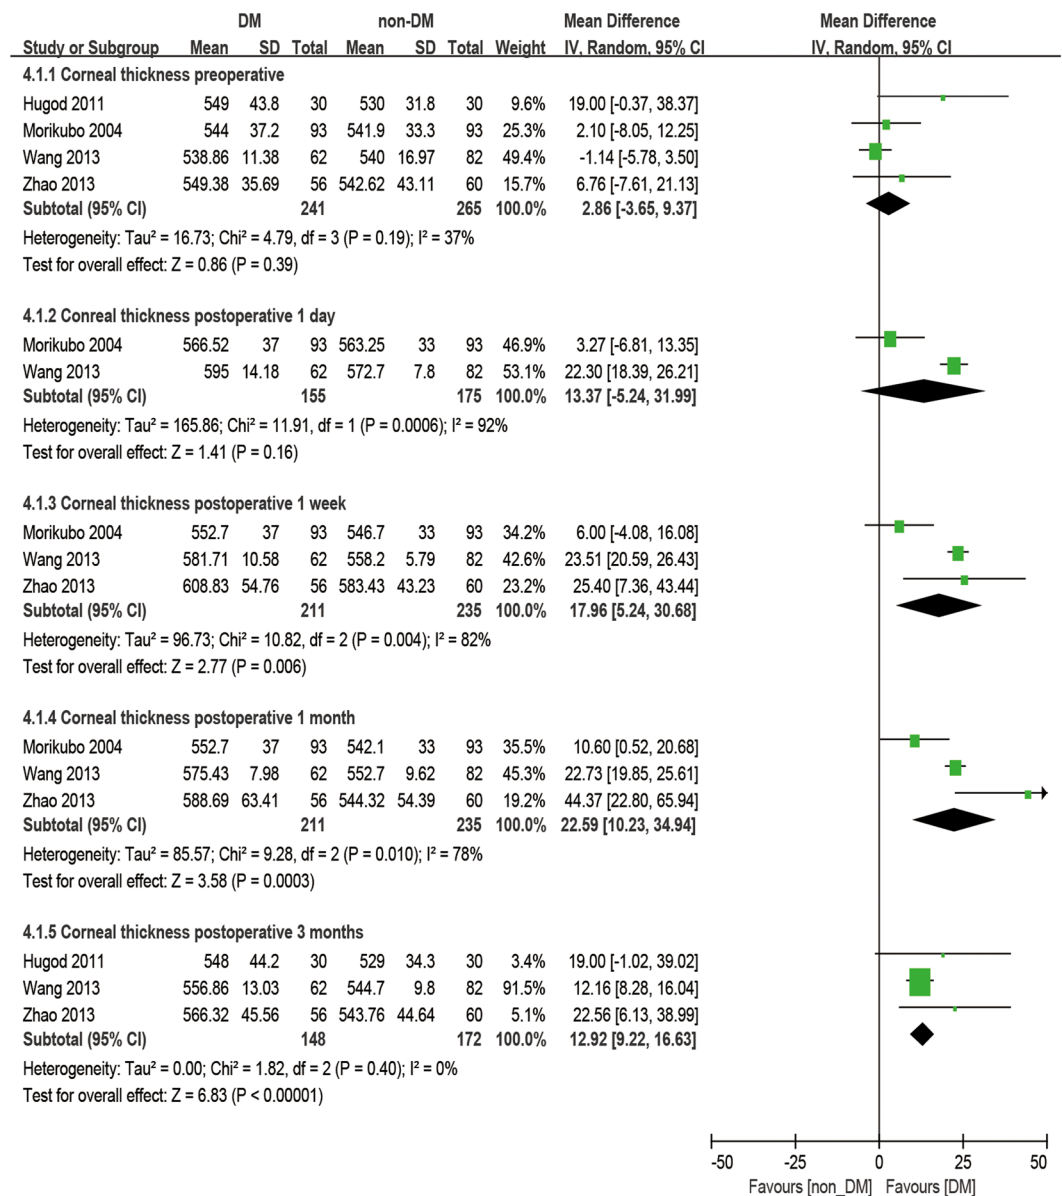 DM non-DM Mean Difference Mean Difference
Study or Subgroup Mean SD Total Mean SD Total Weight IV, Random, 95% CI IV, Random, 95% CI
4.1.1 Corneal thickness preoperative
Hugod 2011 549 43.8 30 530 31.8 30 9.6% 19.00 [-0.37, 38.37]
Morikubo 2004 544 37.2 93 541.9 33.3 93 25.3% 2.10 [-8.05, 12.25]
Wang 2013 538.86 11.38 62 540 16.97 82 49.4% -1.14 [-5.78, 3.50]
Zhao 2013 549.38 35.69 56 542.62 43.11 60 15.7% 6.76 [-7.61, 21.13]
Subtotal (95% CI) 241 265 100.0% 2.86 [-3.65, 9.37]
Heterogeneity: Tau² = 16.73; Chi² = 4.79, df = 3 (P = 0.19); I² = 37%
Test for overall effect: Z = 0.86 (P = 0.39)
4.1.2 Conreal thickness postoperative 1 day
Morikubo 2004 566.52 37 93 563.25 33 93 46.9% 3.27 [-6.81, 13.35]
Wang 2013 595 14.18 62 572.7 7.8 82 53.1% 22.30 [18.39, 26.21]
Subtotal (95% CI) 155 175 100.0% 13.37 [-5.24, 31.99]
Heterogeneity: Tau² = 165.86; Chi² = 11.91, df = 1 (P = 0.0006); I² = 92%
Test for overall effect: Z = 1.41 (P = 0.16)
4.1.3 Corneal thickness postoperative 1 week
Morikubo 2004 552.7 37 93 546.7 33 93 34.2% 6.00 [-4.08, 16.08]
Wang 2013 581.71 10.58 62 558.2 5.79 82 42.6% 23.51 [20.59, 26.43]
Zhao 2013 608.83 54.76 56 583.43 43.23 60 23.2% 25.40 [7.36, 43.44]
Subtotal (95% CI) 211 235 100.0% 17.96 [5.24, 30.68]
Heterogeneity: Tau² = 96.73; Chi² = 10.82, df = 2 (P = 0.004); I² = 82%
Test for overall effect: Z = 2.77 (P = 0.006)
4.1.4 Corneal thickness postoperative 1 month
Morikubo 2004 552.7 37 93 542.1 33 93 35.5% 10.60 [0.52, 20.68]
Wang 2013 575.43 7.98 62 552.7 9.62 82 45.3% 22.73 [19.85, 25.61]
Zhao 2013 588.69 63.41 56 544.32 54.39 60 19.2% 44.37 [22.80, 65.94]
Subtotal (95% CI) 211 235 100.0% 22.59 [10.23, 34.94]
Heterogeneity: Tau² = 85.57; Chi² = 9.28, df = 2 (P = 0.010); I² = 78%
Test for overall effect: Z = 3.58 (P = 0.0003)
4.1.5 Corneal thickness postoperative 3 months
Hugod 2011 548 44.2 30 529 34.3 30 3.4% 19.00 [-1.02, 39.02]
Wang 2013 556.86 13.03 62 544.7 9.8 82 91.5% 12.16 [8.28, 16.04]
Zhao 2013 566.32 45.56 56 543.76 44.64 60 5.1% 22.56 [6.13, 38.99]
Subtotal (95% CI) 148 172 100.0% 12.92 [9.22, 16.63]
Heterogeneity: Tau² = 0.00; Chi² = 1.82, df = 2 (P = 0.40); I² = 0%
Test for overall effect: Z = 6.83 (P < 0.00001)
-50 -25 0 25 50
Favours [non_DM] Favours [DM]